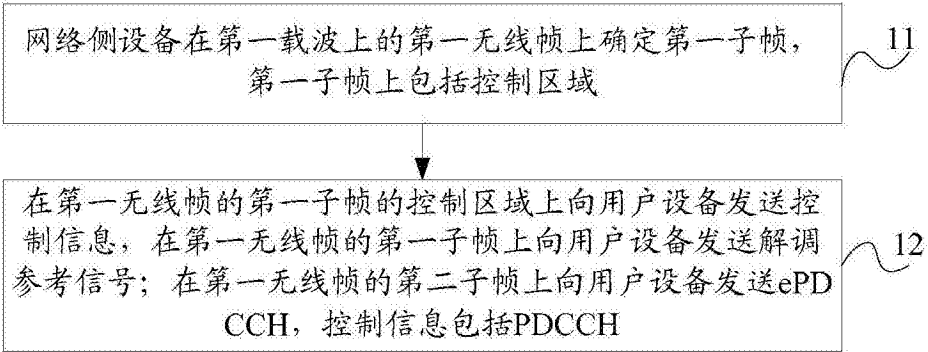 网络侧设备在第一载波上的第一无线帧上确定第一子帧，
第一子帧上包括控制区域
11
在第一无线帧的第一子帧的控制区域上向用户设备发送控
制信息，在第一无线帧的第一子帧上向用户设备发送解调
参考信号；在第一无线帧的第二子帧上向用户设备发送ePD
CCH，控制信息包括PDCCH
12